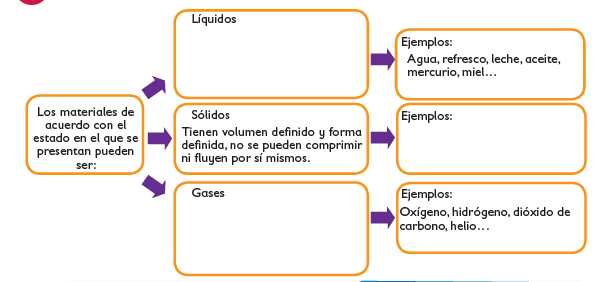 Líquidos
Ejemplos:
Agua, refresco, leche, aceite,
mercurio, miel...
Los materiales de
acuerdo con el
estado en el que se
presentan pueden
ser:
Sólidos
Tienen volumen definido y forma
definida, no se pueden comprimir
ni fluyen por sí mismos.
Ejemplos:
Gases
Ejemplos:
Oxígeno, hidrógeno, dióxido de
carbono, helio...